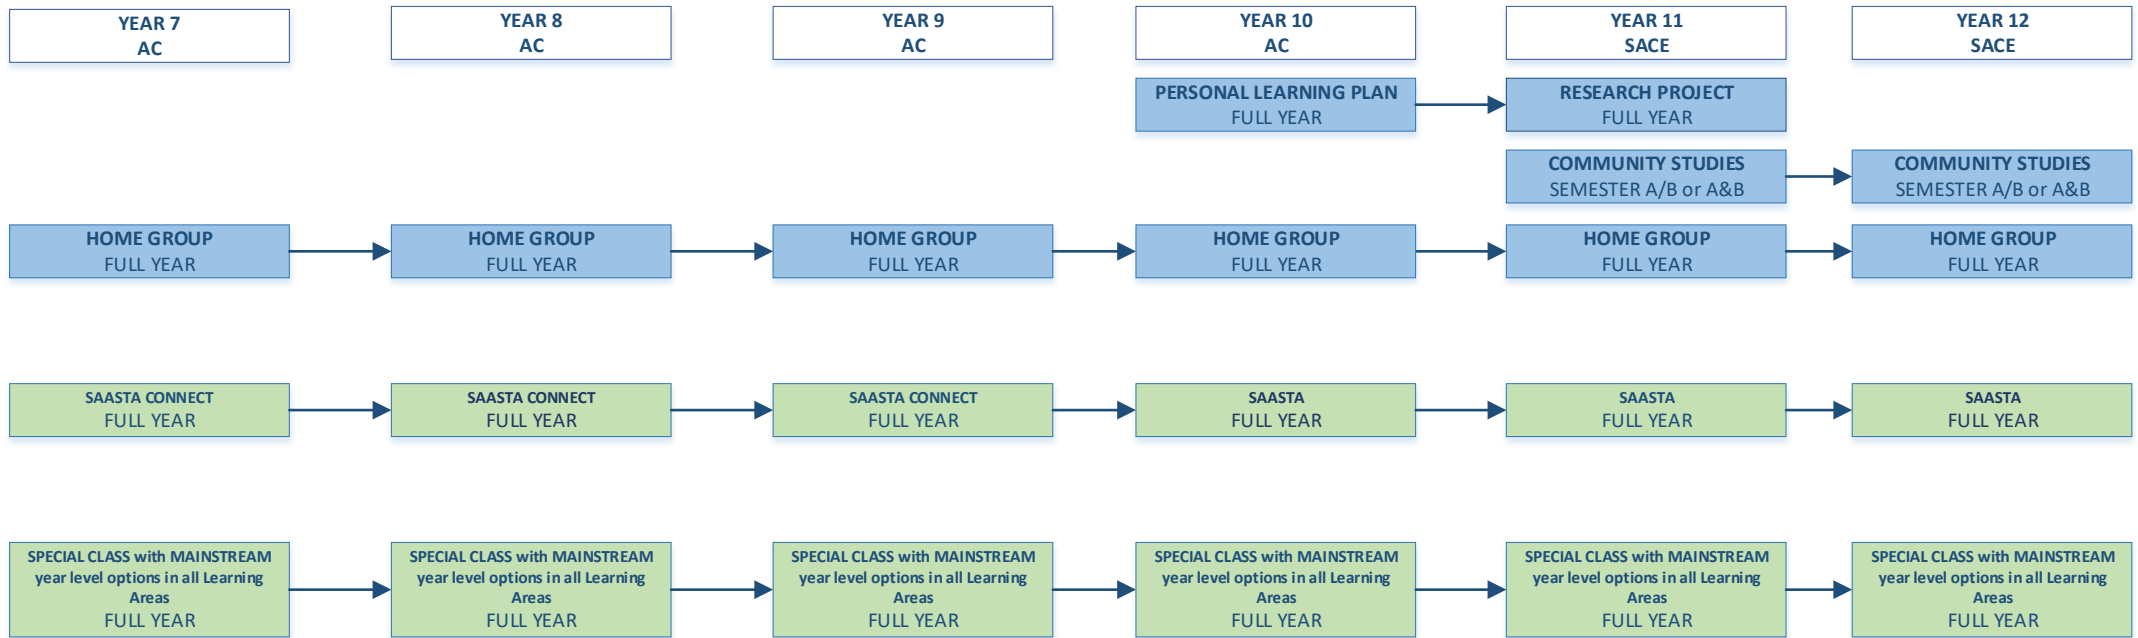 YEAR 7
AC
YEAR 8
AC
YEAR 9
AC
YEAR 10
AC
YEAR 11
SACE
YEAR 12
SACE
PERSONAL LEARNING PLAN
FULL YEAR
RESEARCH PROJECT
FULL YEAR
COMMUNITY STUDIES
SEMESTER A/B or A&B
COMMUNITY STUDIES
SEMESTER A/B or A&B
HOME GROUP
FULL YEAR
HOME GROUP
FULL YEAR
HOME GROUP
FULL YEAR
HOME GROUP
FULL YEAR
HOME GROUP
FULL YEAR
HOME GROUP
FULL YEAR
SAASTA CONNECT
FULL YEAR
SAASTA CONNECT
FULL YEAR
SAASTA CONNECT
FULL YEAR
SAASTA
FULL YEAR
SAASTA
FULL YEAR
SAASTA
FULL YEAR
SPECIAL CLASS with MAINSTREAM
year level options in all Learning
Areas
FULL YEAR
SPECIAL CLASS with MAINSTREAM
year level options in all Learning
Areas
FULL YEAR
SPECIAL CLASS with MAINSTREAM
year level options in all Learning
Areas
FULL YEAR
SPECIAL CLASS with MAINSTREAM
year level options in all Learning
Areas
FULL YEAR
SPECIAL CLASS with MAINSTREAM
year level options in all Learning
Areas
FULL YEAR
SPECIAL CLASS with MAINSTREAM
year level options in all Learning
Areas
FULL YEAR